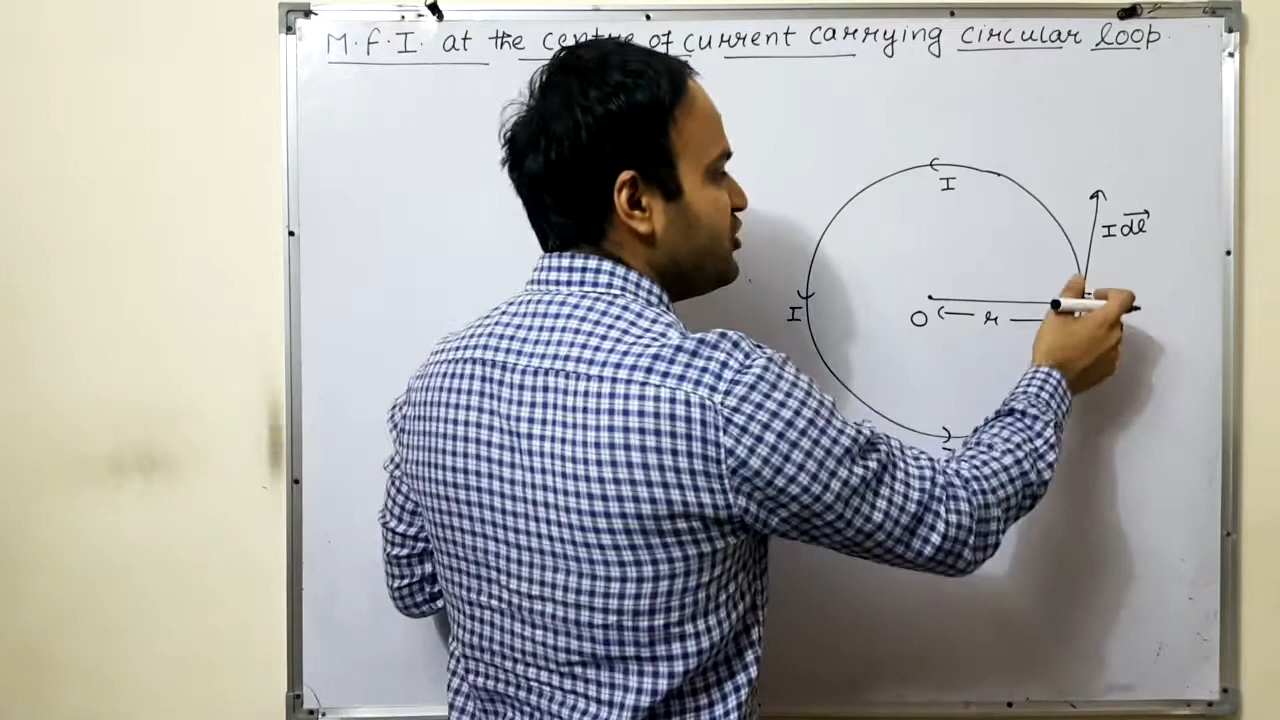 M.F.I. at the centre of current carrying circular loop.
I
I dl
I
O
r